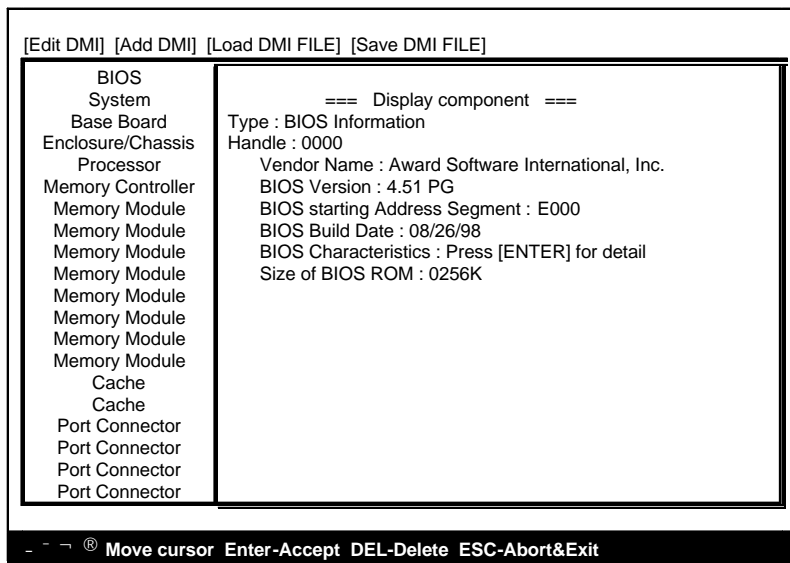 [Edit DMI] [Add DMI] [Load DMI FILE] [Save DMI FILE]
BIOS
System
Base Board
Enclosure/Chassis
Processor
Memory Controller
Memory Module
Memory Module
Memory Module
Memory Module
Memory Module
Memory Module
Memory Module
Memory Module
Cache
Cache
Port Connector
Port Connector
Port Connector
Port Connector
=== Display component ===
Type : BIOS Information
Handle : 0000
Vendor Name : Award Software International, Inc.
BIOS Version : 4.51 PG
BIOS starting Address Segment : E000
BIOS Build Date : 08/26/98
BIOS Characteristics : Press [ENTER] for detail
Size of BIOS ROM : 0256K
- - ¬ ® Move cursor Enter-Accept DEL-Delete ESC-Abort&Exit